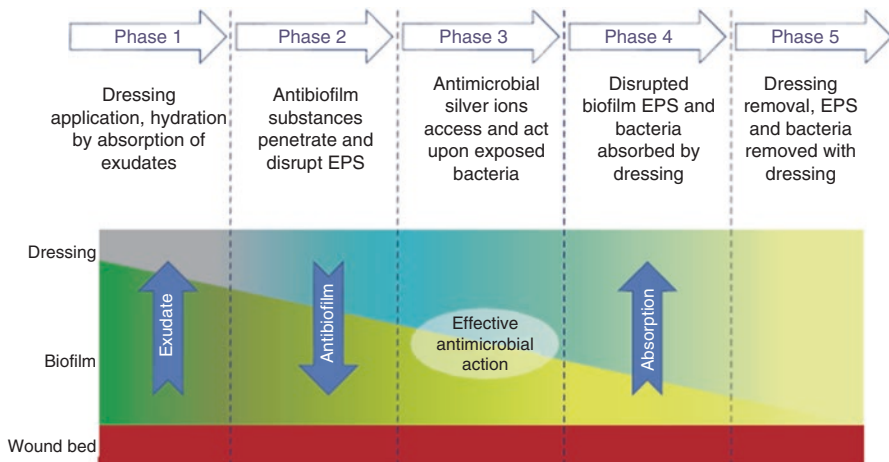 Phase 1
Phase 2
Phase 3
Phase 4
Phase 5
Dressing
application, hydration
by absorption of
exudates
Antibiofilm
substances
penetrate and
disrupt EPS
Antimicrobial
silver ions
access and act
upon exposed
bacteria
Disrupted
biofilm EPS and
bacteria
absorbed by
dressing
Dressing
removal, EPS
and bacteria
removed with
dressing
Dressing
Biofilm
Wound bed
Exudate
Antibiofilm
Effective
antimicrobial
action
Absorption